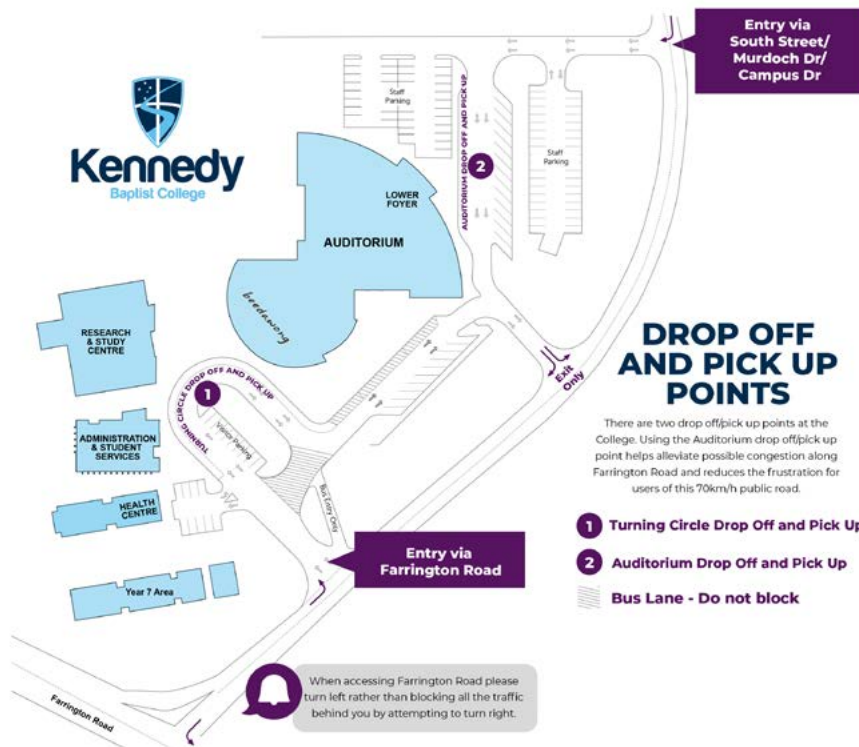 Entry via
South Street/
Murdoch Dr/
Campus Dr
Kennedy
Baptist College
Staff
Parking
AUDITORIUM DROP OFF AND PICK UP
2
Staff
Parking
LOWER
FOYER
AUDITORIUM
beedawong
RESEARCH
& STUDY
CENTRE
TURNING CIRCLE DROP OFF AND PICK UP
1
Visitor Parking
ADMINISTRATION
& STUDENT
SERVICES
HEALTH
CENTRE
Bus Entry Only
Year 7 Area
Entry via
Farrington Road
Exit
Only
DROP OFF
AND PICK UP
POINTS
There are two drop off/pick up points at the
College. Using the Auditorium drop off/pick up
point helps alleviate possible congestion along
Farrington Road and reduces the frustration for
users of this 70km/h public road.
1 Turning Circle Drop Off and Pick Up
2 Auditorium Drop Off and Pick Up
Bus Lane - Do not block
When accessing Farrington Road please
turn left rather than blocking all the traffic
behind you by attempting to turn right.
Farrington Road